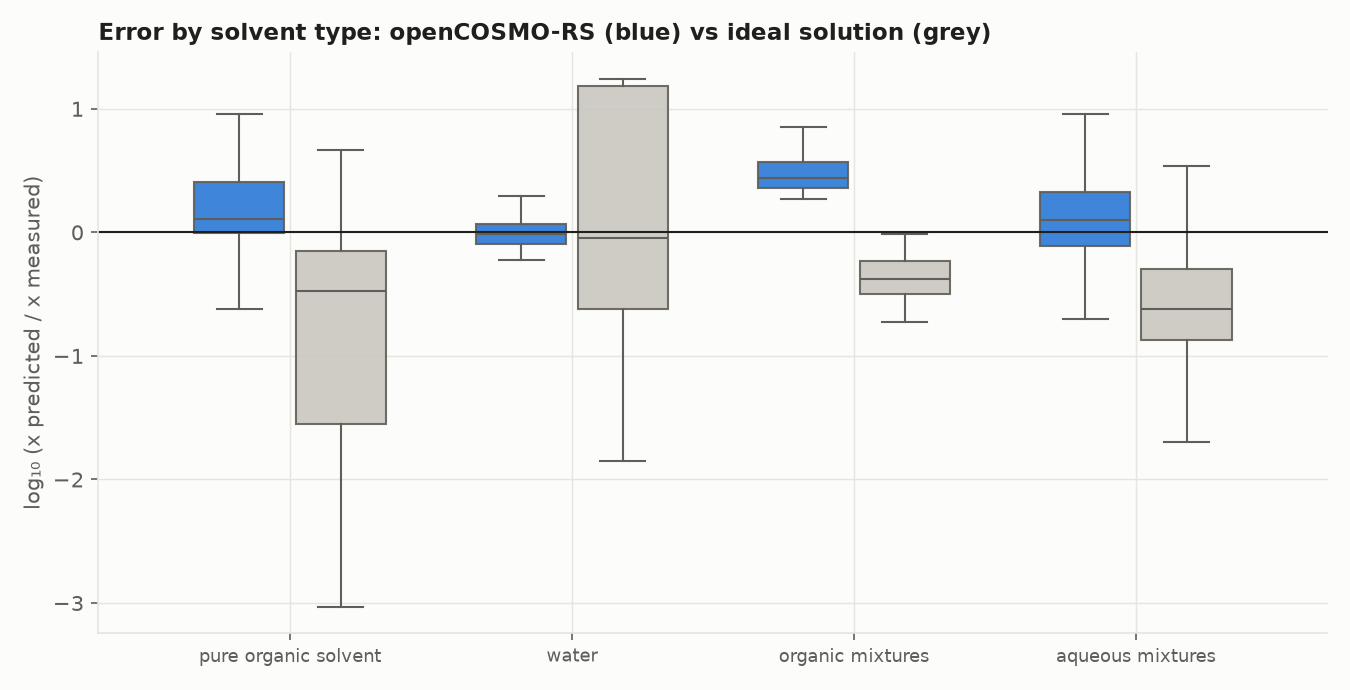 Error by solvent type: openCOSMO-RS (blue) vs ideal solution (grey)
log₁₀ (x predicted / x measured)
1
0
−1
−2
−3
pure organic solvent
water
organic mixtures
aqueous mixtures